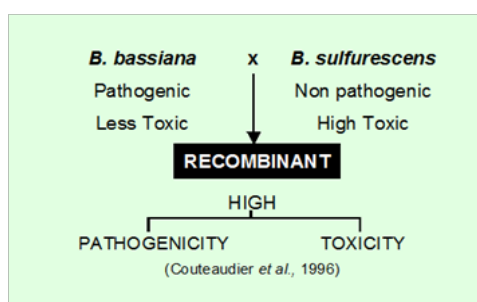 B. bassiana x B. sulfurescens
Pathogenic Non pathogenic
Less Toxic High Toxic
RECOMBINANT
HIGH
PATHOGENICITY TOXICITY
(Couteaudier et al., 1996)